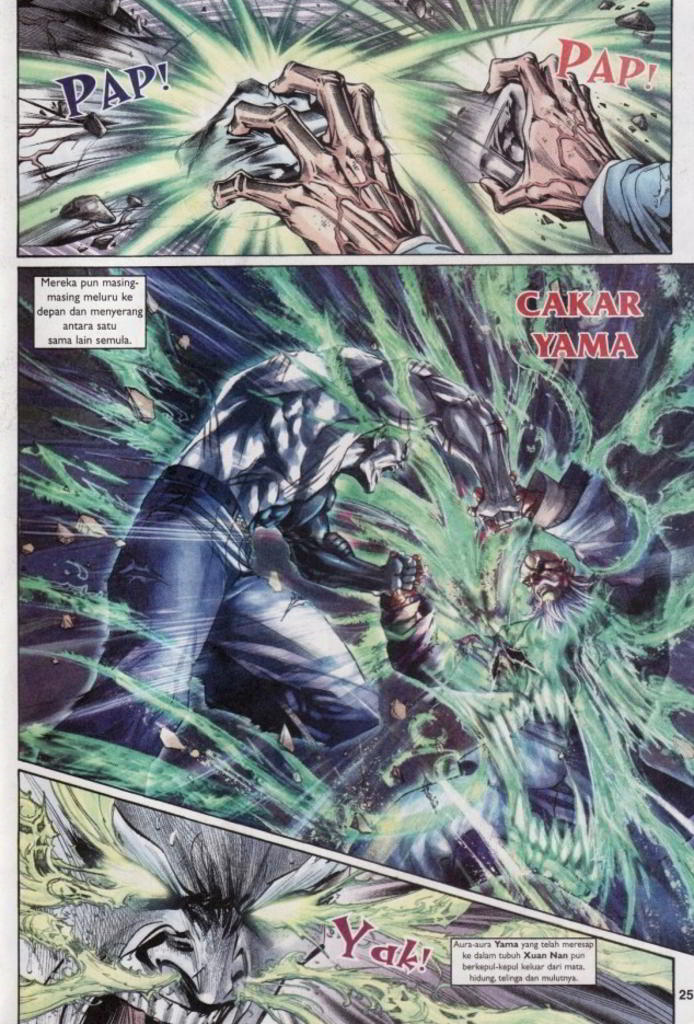 PAP!
PAP!
Mereka pun masing-
masing meluru ke
depan dan menyerang
antara satu
sama lain semula.
CAKAR
YAMA
Yak!
Aura-aura Yama yang telah meresap
ke dalam tubuh Xuan Nan pun
berkepul-kepul keluar dari mata,
hidung, telinga dan mulutnya.
25